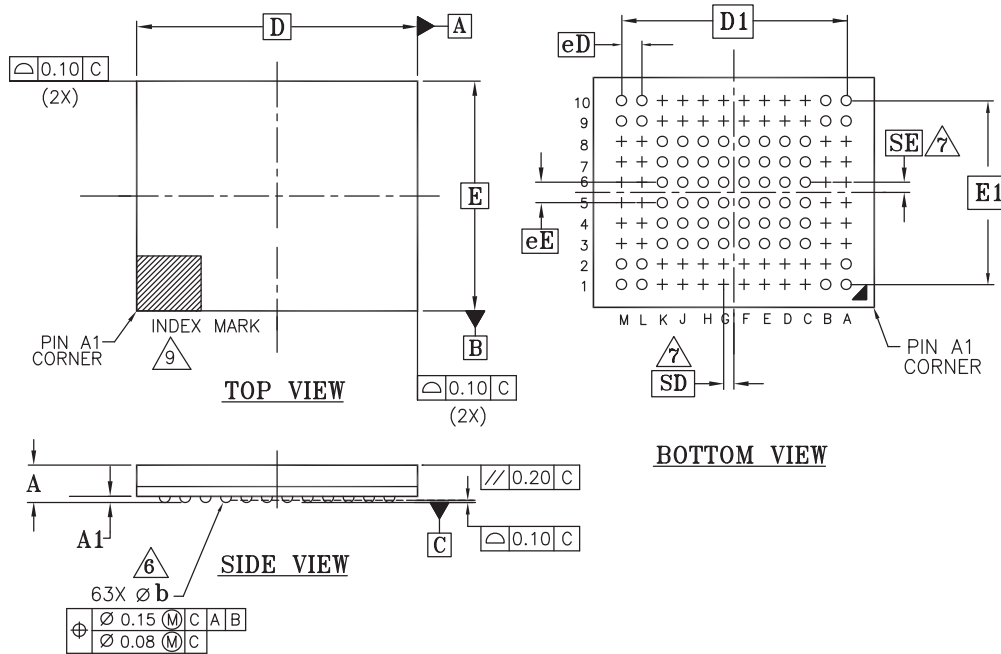 D
A
⌓ 0.10 C
(2X)
E
PIN A1
CORNER
INDEX MARK
9
B
⌓ 0.10 C
(2X)
TOP VIEW
D1
eD
10
9
8
7
6
5
4
3
2
1
SE 7
E1
eE
M L K J H G F E D C B A
7
SD
PIN A1
CORNER
BOTTOM VIEW
A
A1
// 0.20 C
C
⌓ 0.10 C
SIDE VIEW
6
63X Ø b
⌖ Ø 0.15 Ⓜ C A B
Ø 0.08 Ⓜ C